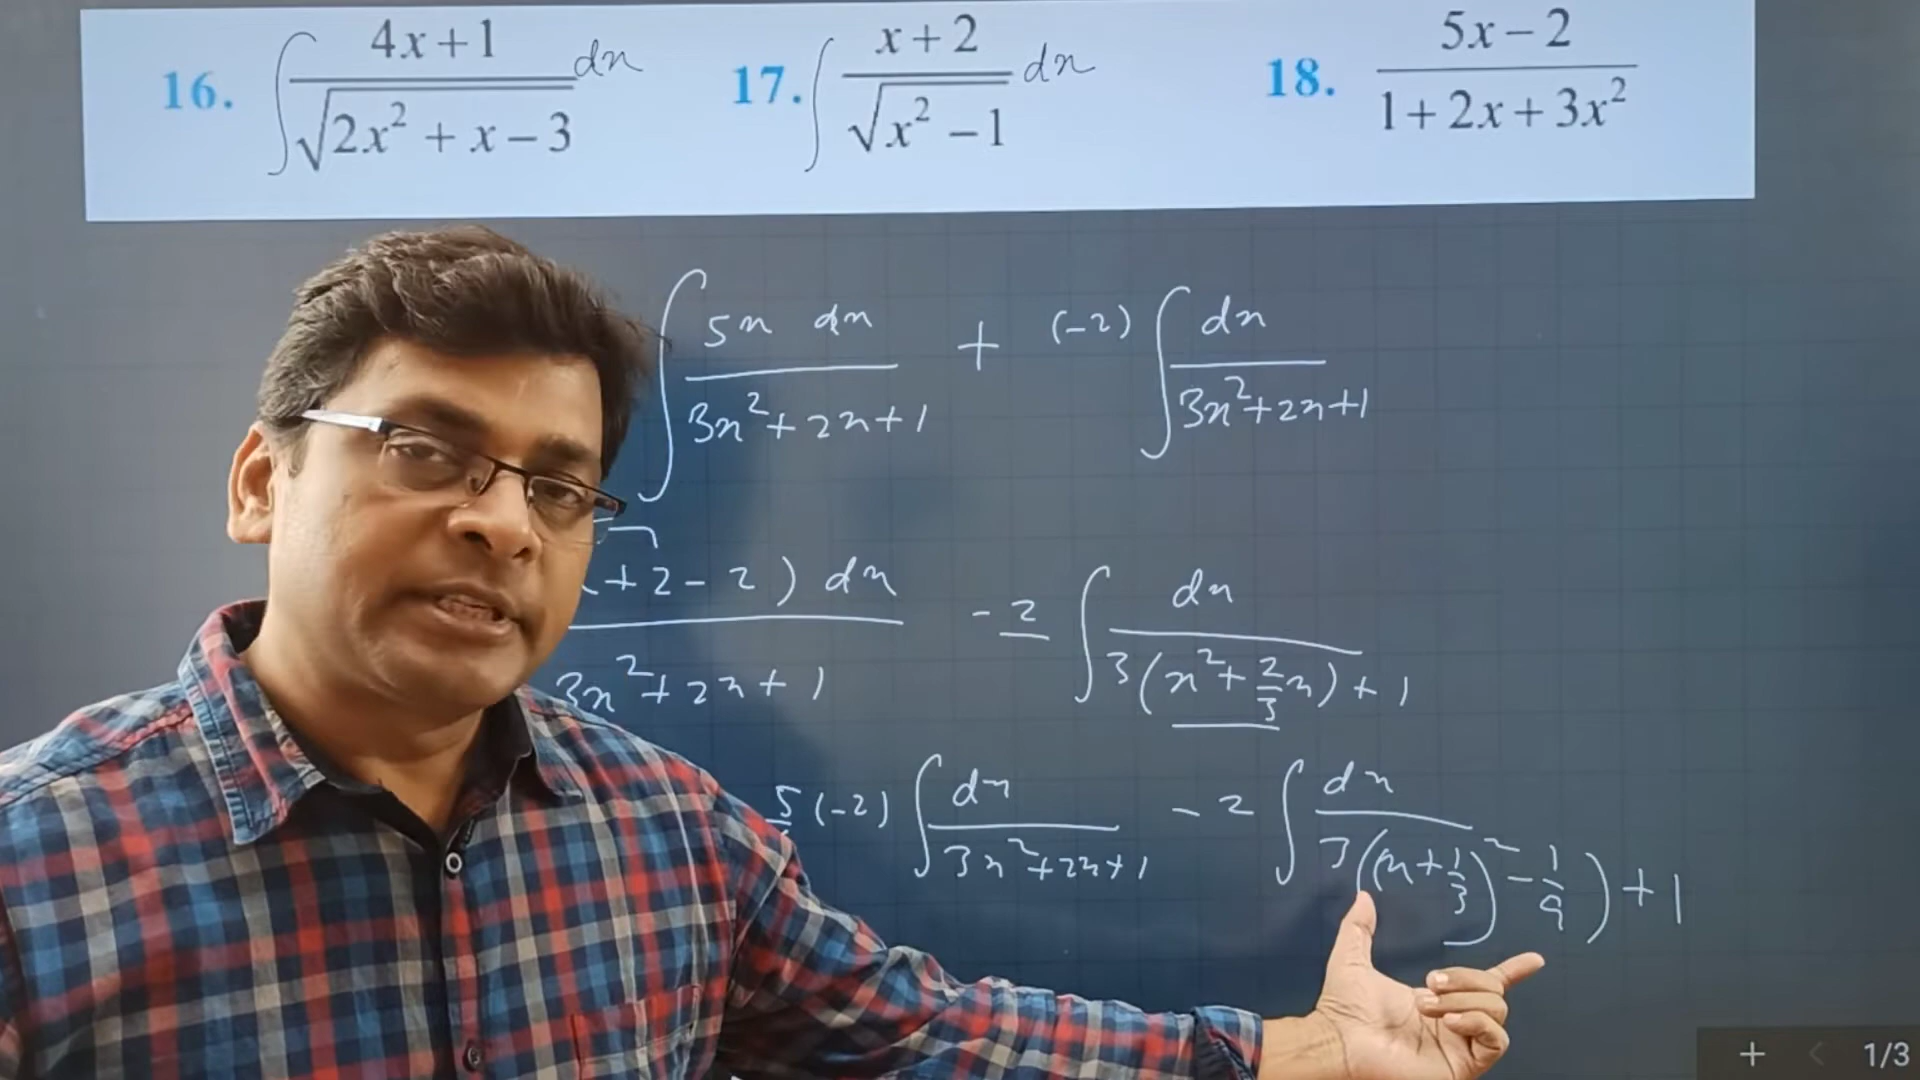 16. ∫ 4x+1 / √2x² + x – 3 dx 17. ∫ x+2 / √x² – 1 dx 18. 5x – 2 / 1+2x+3x²
∫ 5x dx / 3x²+2x+1 + (-2) ∫ dx / 3x²+2x+1
+2-2) dx / 3x²+2x+1 -2 ∫ dx / 3(x²+2/3x)+1
5 (-2) ∫ dx / 3x²+2x+1 -2 ∫ dx / 3((x+1/3)²-1/9)+1
+ < 1/3